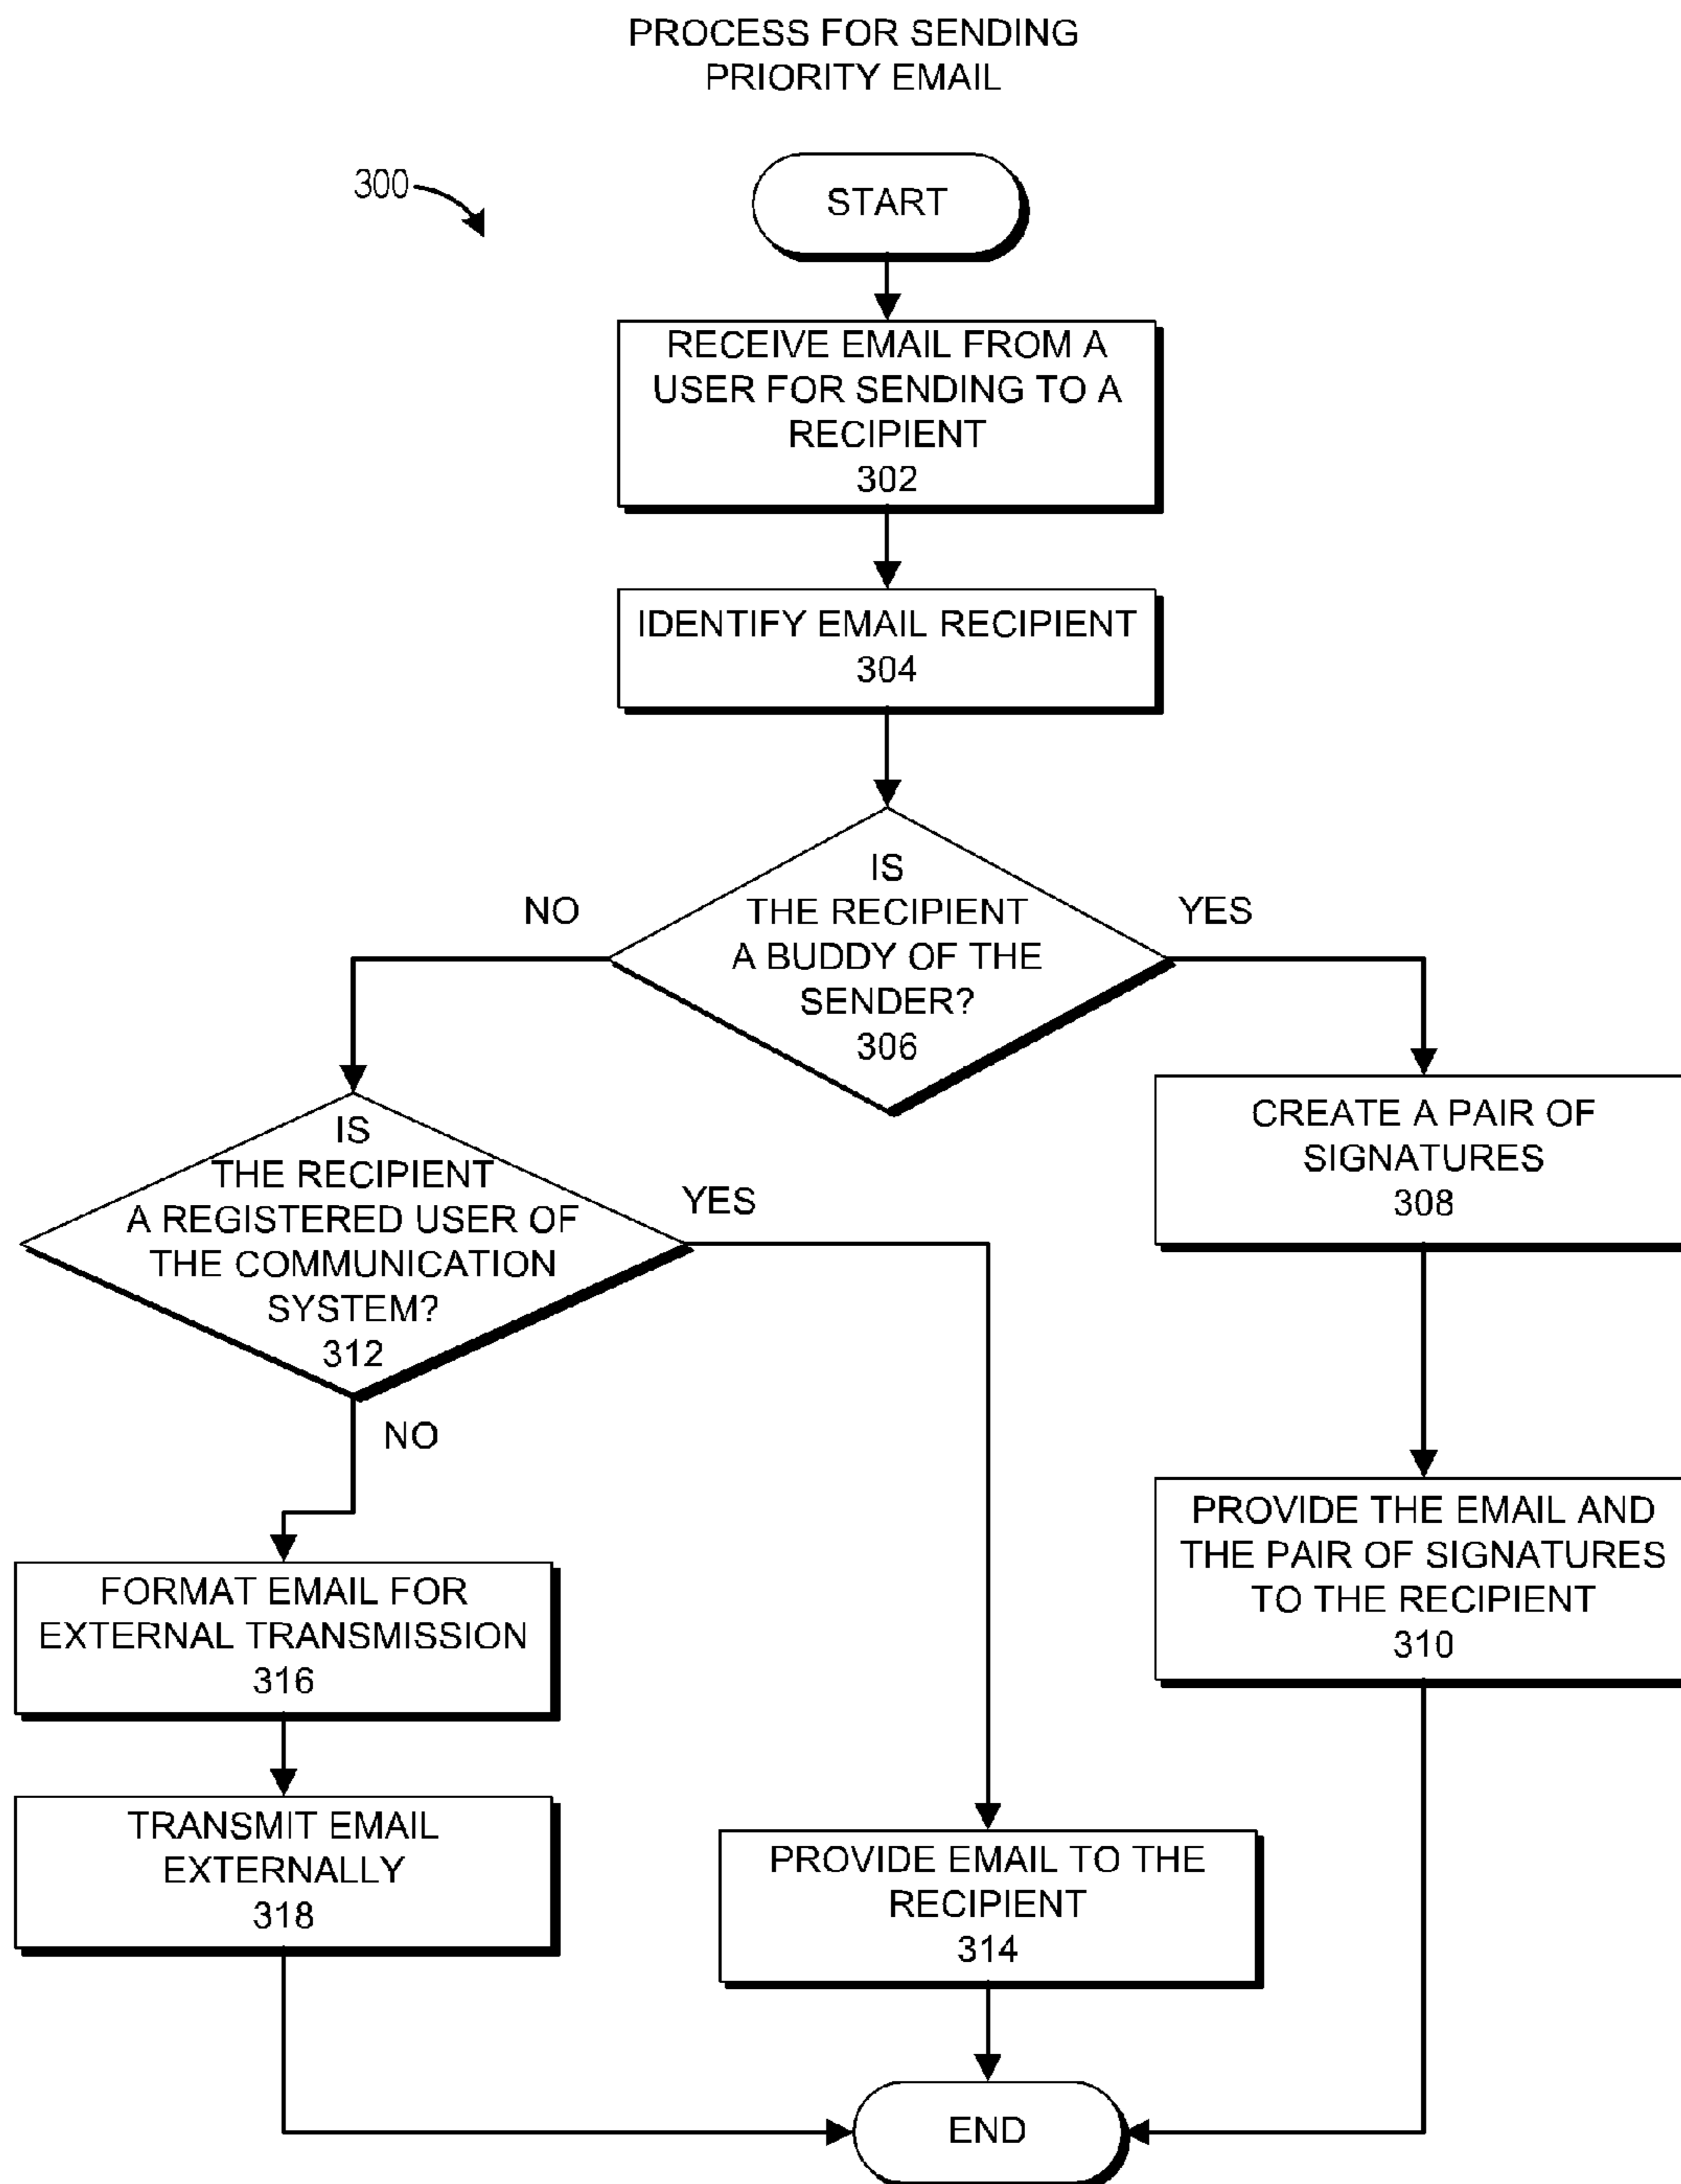 PROCESS FOR SENDING
PRIORITY EMAIL
300
START
RECEIVE EMAIL FROM A
USER FOR SENDING TO A
RECIPIENT
302
IDENTIFY EMAIL RECIPIENT
304
IS
THE RECIPIENT
A BUDDY OF THE
SENDER?
306
NO
YES
IS
THE RECIPIENT
A REGISTERED USER OF
THE COMMUNICATION
SYSTEM?
312
YES
NO
CREATE A PAIR OF
SIGNATURES
308
PROVIDE THE EMAIL AND
THE PAIR OF SIGNATURES
TO THE RECIPIENT
310
FORMAT EMAIL FOR
EXTERNAL TRANSMISSION
316
TRANSMIT EMAIL
EXTERNALLY
318
PROVIDE EMAIL TO THE
RECIPIENT
314
END